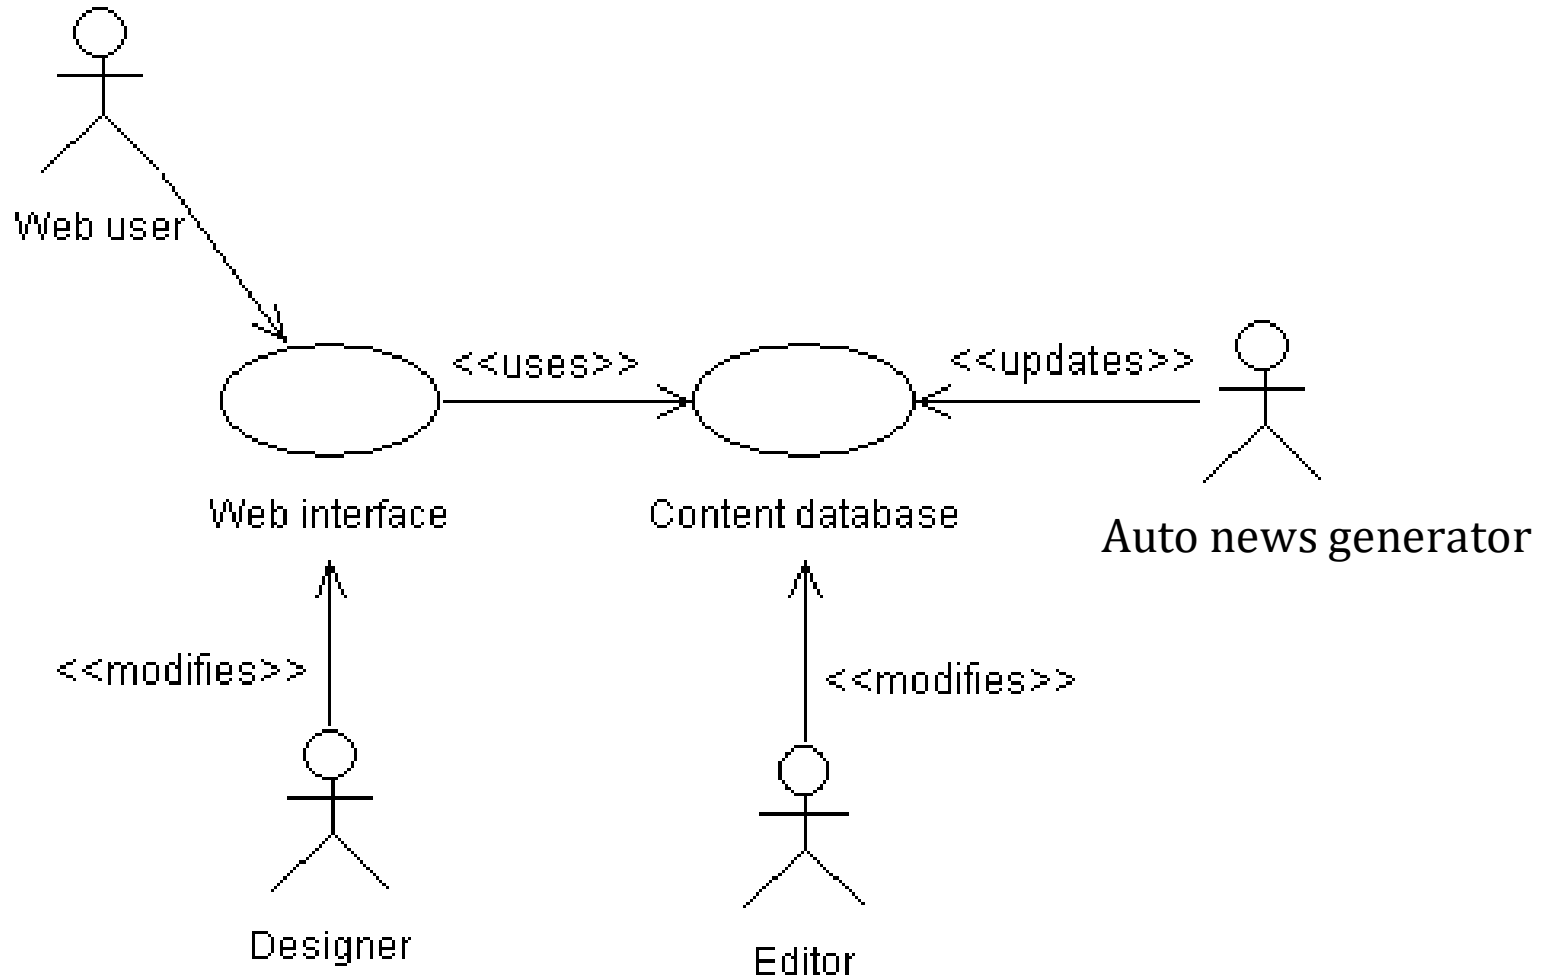 Web user
<<uses>>
<<updates>>
Web interface
Content database
Auto news generator
<<modifies>>
<<modifies>>
Designer
Editor